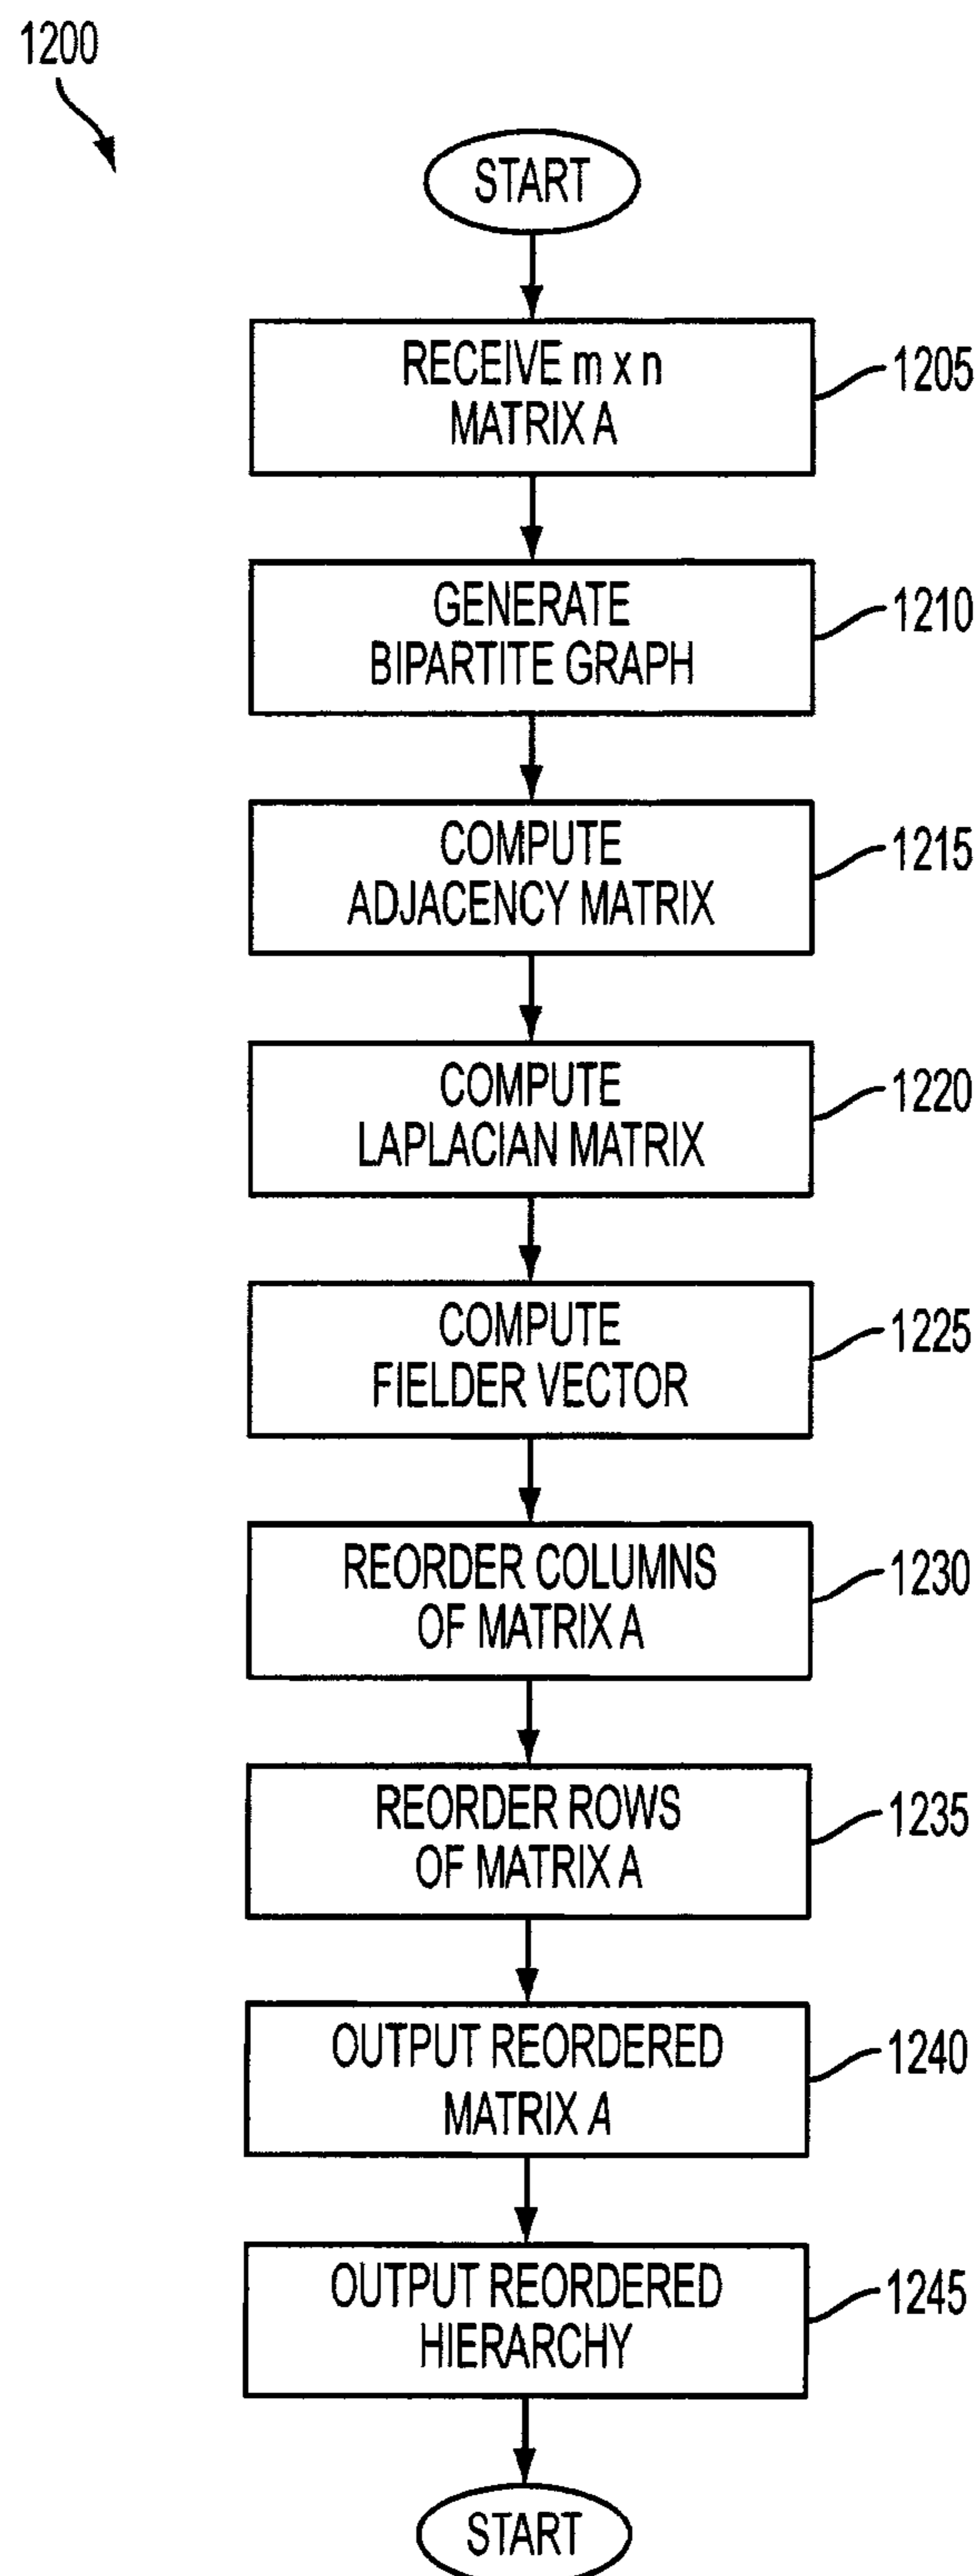 1200
START
RECEIVE m x n
MATRIX A
1205
GENERATE
BIPARTITE GRAPH
1210
COMPUTE
ADJACENCY MATRIX
1215
COMPUTE
LAPLACIAN MATRIX
1220
COMPUTE
FIELDER VECTOR
1225
REORDER COLUMNS
OF MATRIX A
1230
REORDER ROWS
OF MATRIX A
1235
OUTPUT REORDERED
MATRIX A
1240
OUTPUT REORDERED
HIERARCHY
1245
START